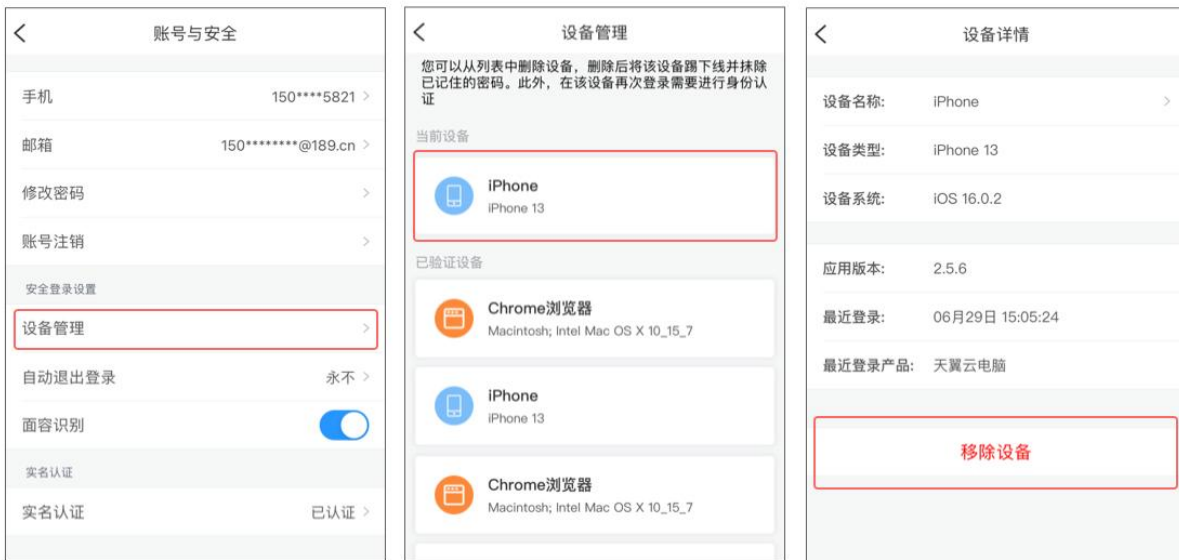 账号与安全
手机
150****5821
邮箱
150********@189.cn
修改密码
账号注销
安全登录设置
设备管理
自动退出登录
永不
面容识别
实名认证
实名认证
已认证
设备管理
您可以从列表中删除设备，删除后将该设备踢下线并抹除
已记住的密码。此外，在该设备再次登录需要进行身份认
证
当前设备
iPhone
iPhone 13
已验证设备
Chrome浏览器
Macintosh; Intel Mac OS X 10_15_7
iPhone
iPhone 13
Chrome浏览器
Macintosh; Intel Mac OS X 10_15_7
设备详情
设备名称: iPhone
设备类型: iPhone 13
设备系统: iOS 16.0.2
应用版本: 2.5.6
最近登录: 06月29日 15:05:24
最近登录产品: 天翼云电脑
移除设备